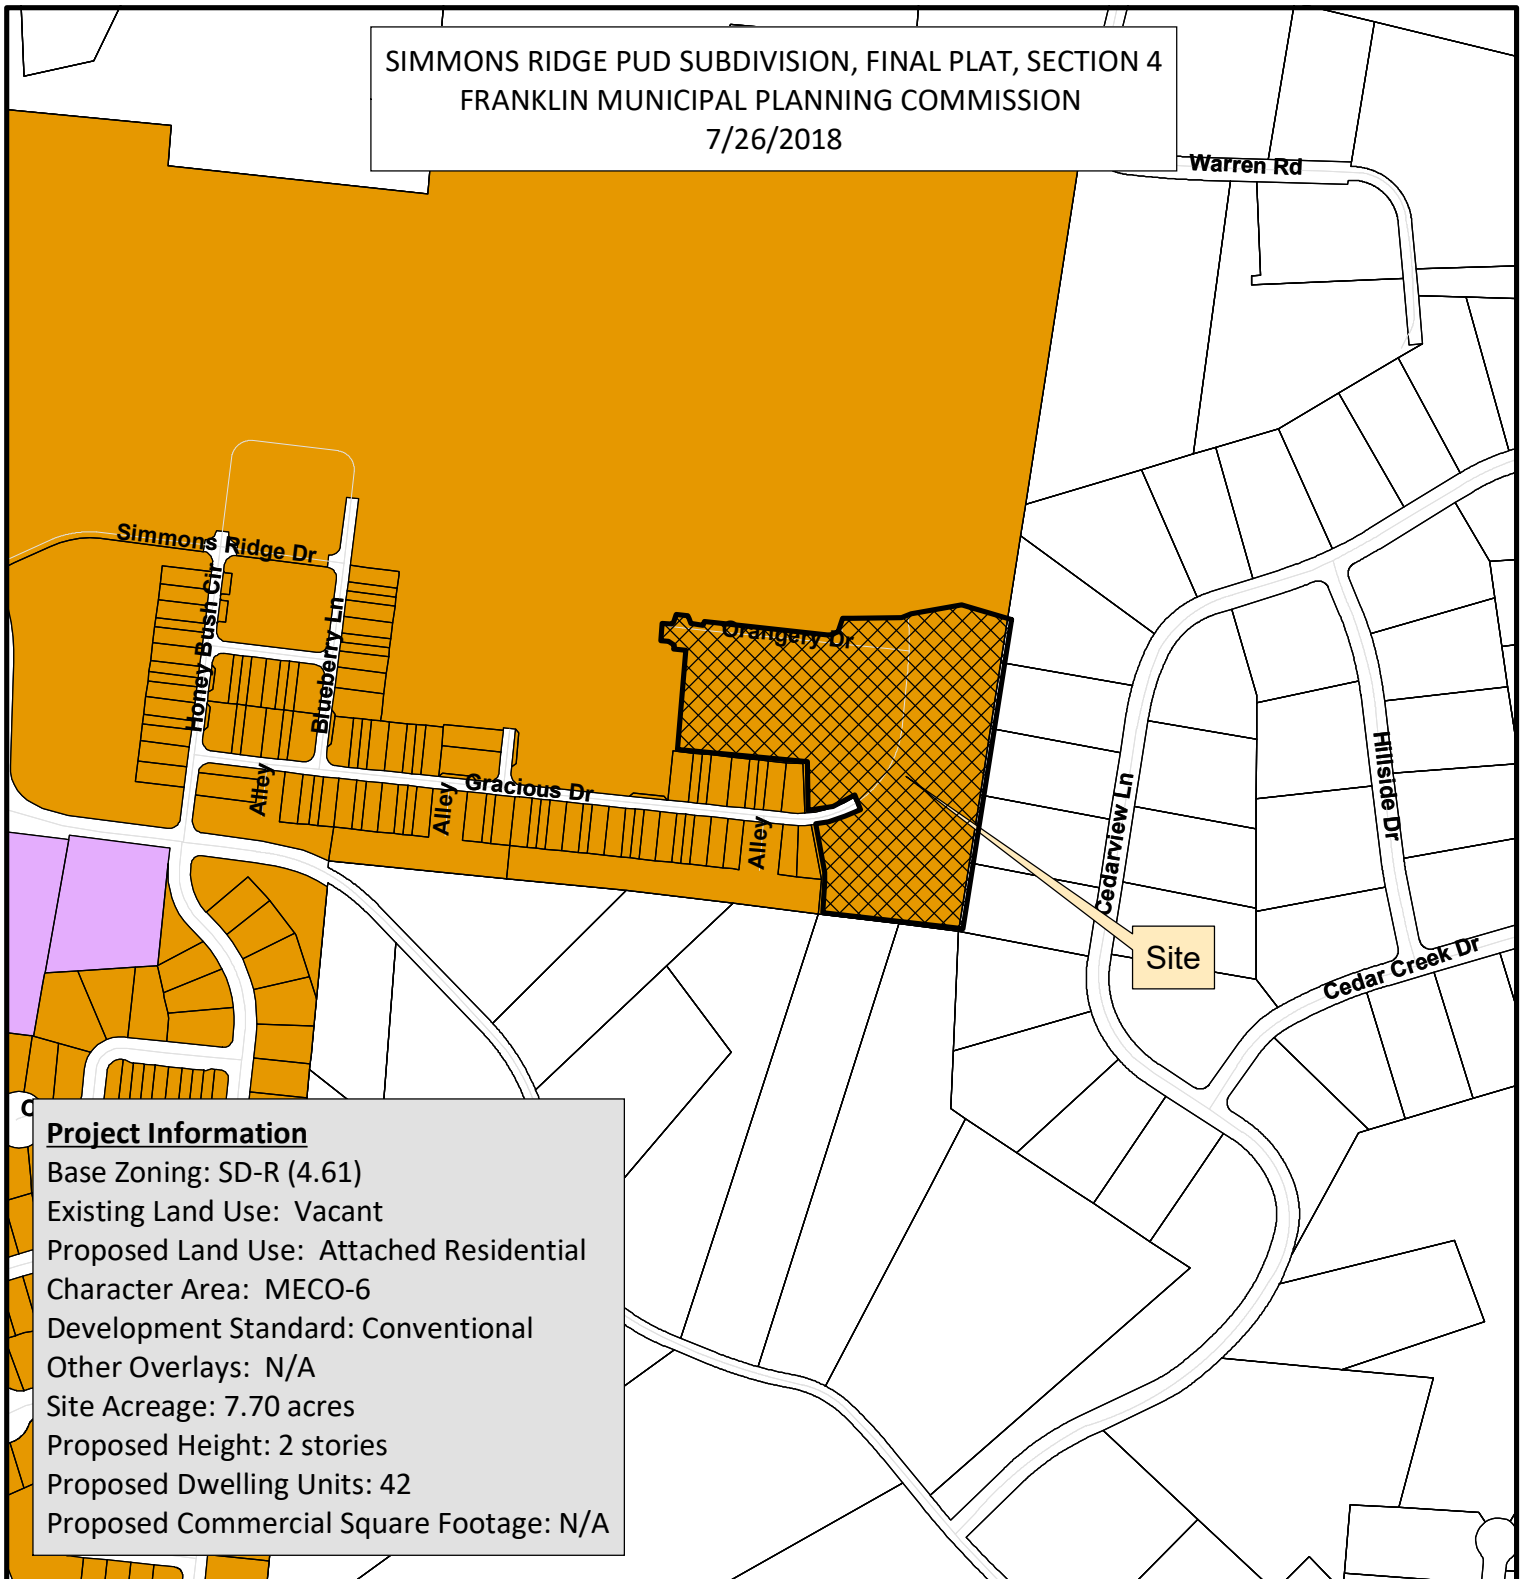 SIMMONS RIDGE PUD SUBDIVISION, FINAL PLAT, SECTION 4
FRANKLIN MUNICIPAL PLANNING COMMISSION
7/26/2018
Warren Rd
Simmons Ridge Dr
Honey Bush Cir
Blueberry Ln
Orangery Dr
Gracious Dr
Alley
Alley
Alley
Cedarview Ln
Hillside Dr
Cedar Creek Dr
Site
Project Information
Base Zoning: SD-R (4.61)
Existing Land Use: Vacant
Proposed Land Use: Attached Residential
Character Area: MECO-6
Development Standard: Conventional
Other Overlays: N/A
Site Acreage: 7.70 acres
Proposed Height: 2 stories
Proposed Dwelling Units: 42
Proposed Commercial Square Footage: N/A